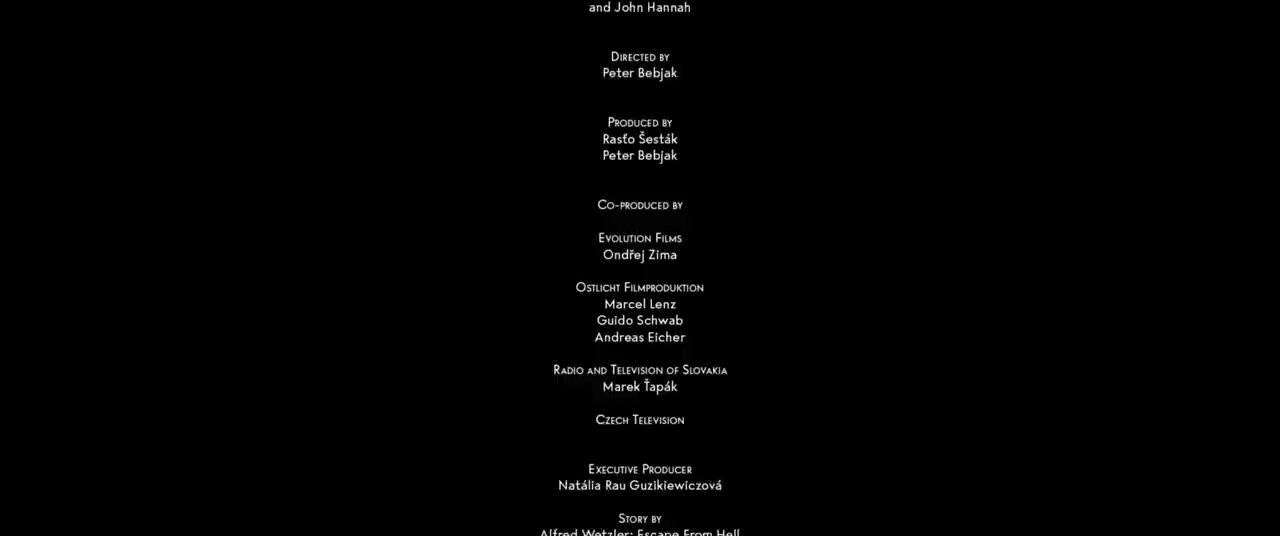 and John Hannah
Directed by
Peter Bebjak
Produced by
Rasťo Šesták
Peter Bebjak
Co-produced by
Evolution Films
Ondřej Zima
Ostlicht Filmproduktion
Marcel Lenz
Guido Schwab
Andreas Eicher
Radio and Television of Slovakia
Marek Ťapák
Czech Television
Executive Producer
Natália Rau Guzikiewiczová
Story by
Alfred Wetzler: Escape From Hell